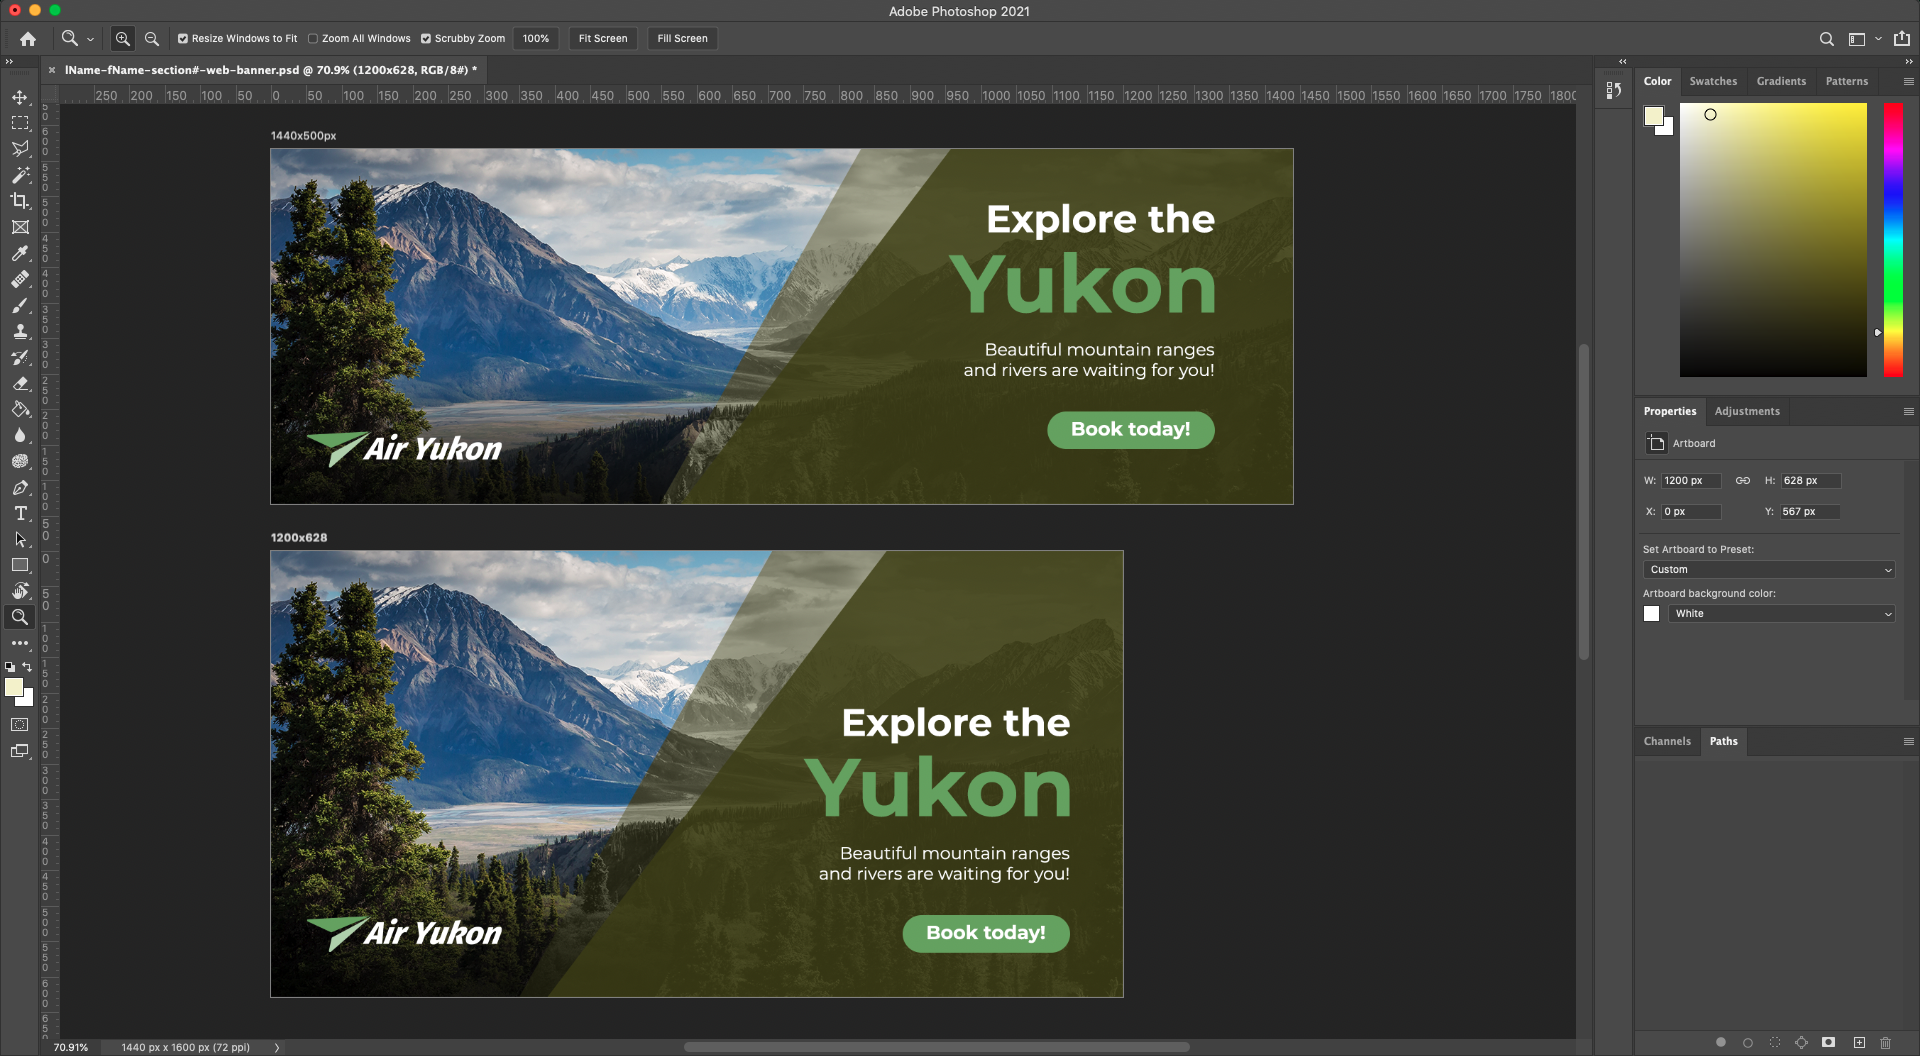 Adobe Photoshop 2021
Resize Windows to Fit
Zoom All Windows
Scrubby Zoom
100%
Fit Screen
Fill Screen
lName-fName-section#-web-banner.psd @ 70.9% (1200x628, RGB/8#) *
250 200 150 100 50 0 50 100 150 200 250 300 350 400 450 500 550 600 650 700 750 800 850 900 950 1000 1050 1100 1150 1200 1250 1300 1350 1400 1450 1500 1550 1600 1650 1700 1750 1800
1440x500px
Explore the
Yukon
Beautiful mountain ranges
and rivers are waiting for you!
Book today!
Air Yukon
1200x628
Explore the
Yukon
Beautiful mountain ranges
and rivers are waiting for you!
Book today!
Air Yukon
70.91%
1440 px x 1600 px (72 ppi)
Color
Swatches
Gradients
Patterns
Properties
Adjustments
Artboard
W: 1200 px
H: 628 px
X: 0 px
Y: 567 px
Set Artboard to Preset:
Custom
Artboard background color:
White
Channels
Paths